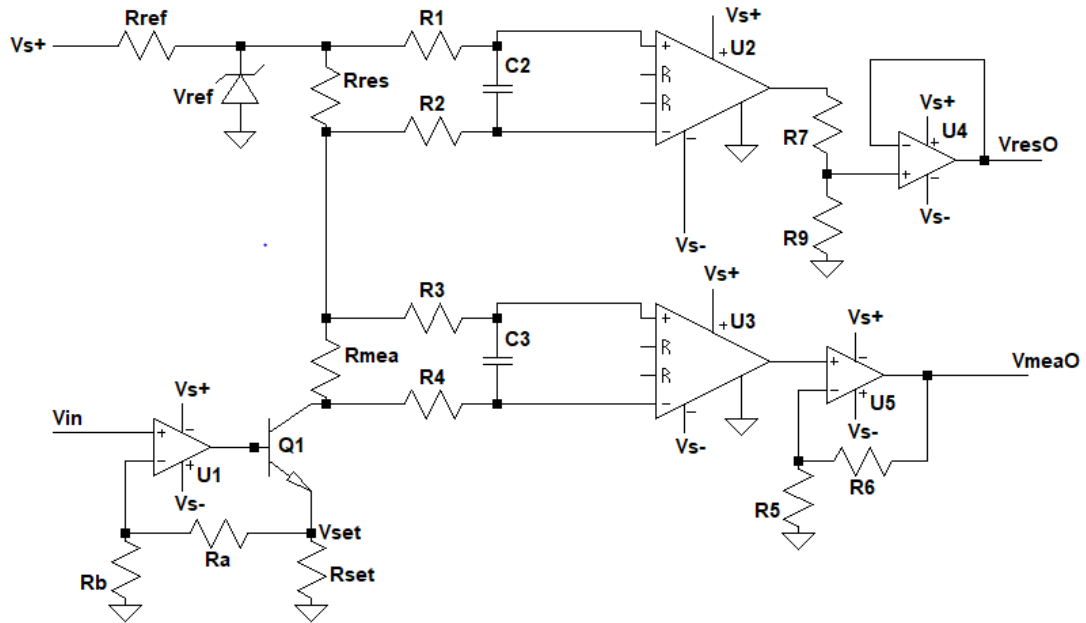 Rref
R1
Vs+
Vs+
U2
C2
Vref
Rres
R
R2
R
R7
Vs+
U4
VresO
Vs-
R9
Vs-
Vs+
R3
U3
C3
Vs+
Rmea
R
R4
R
VmeaO
Vs+
U5
Vin
Q1
Vs-
Vs-
U1
R6
Vs-
R5
Vset
Ra
Rb
Rset